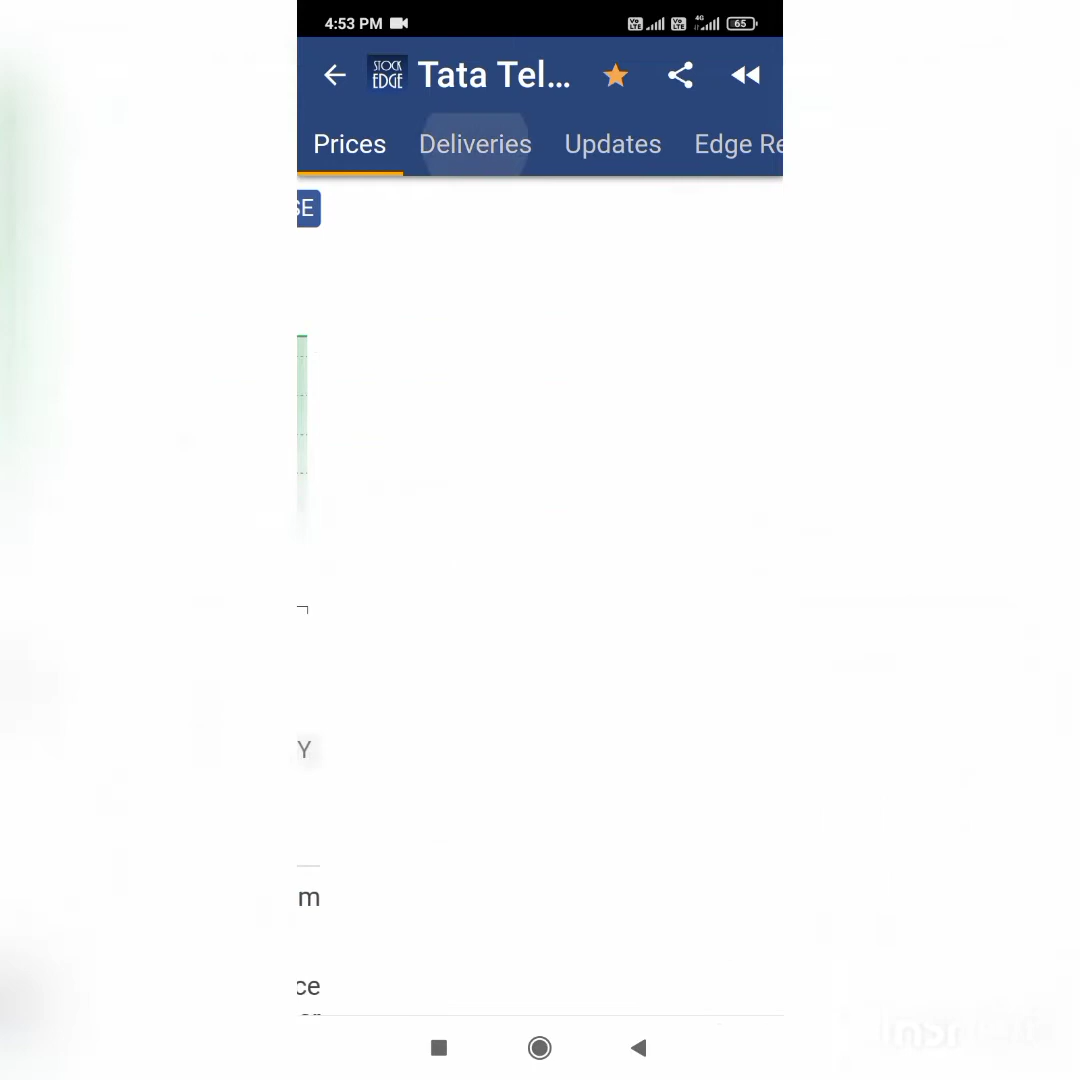 4:53 PM
65
STOCK EDGE Tata Tel...
Prices Deliveries Updates Edge Re
SE
Y
m
ce